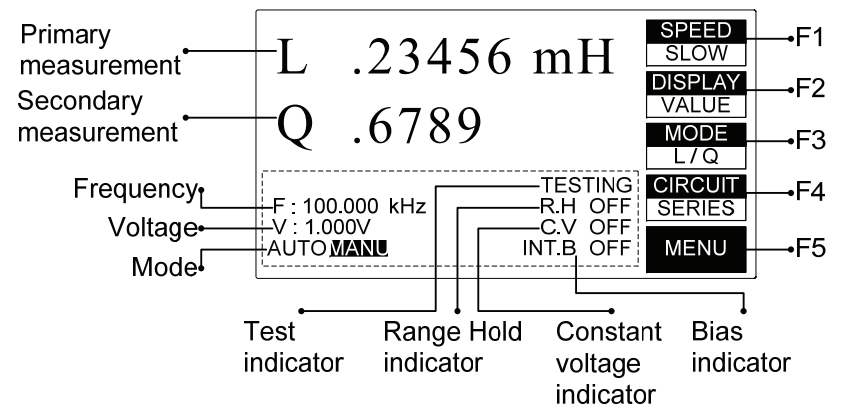 Primary
measurement
Secondary
measurement
Frequency
Voltage
Mode
L .23456 mH
Q .6789
F : 100.000 kHz
V : 1.000V
AUTO MANU
TESTING
R.H OFF
C.V OFF
INT.B OFF
SPEED
SLOW
DISPLAY
VALUE
MODE
L / Q
CIRCUIT
SERIES
MENU
F1
F2
F3
F4
F5
Test
indicator
Range Hold
indicator
Constant
voltage
indicator
Bias
indicator